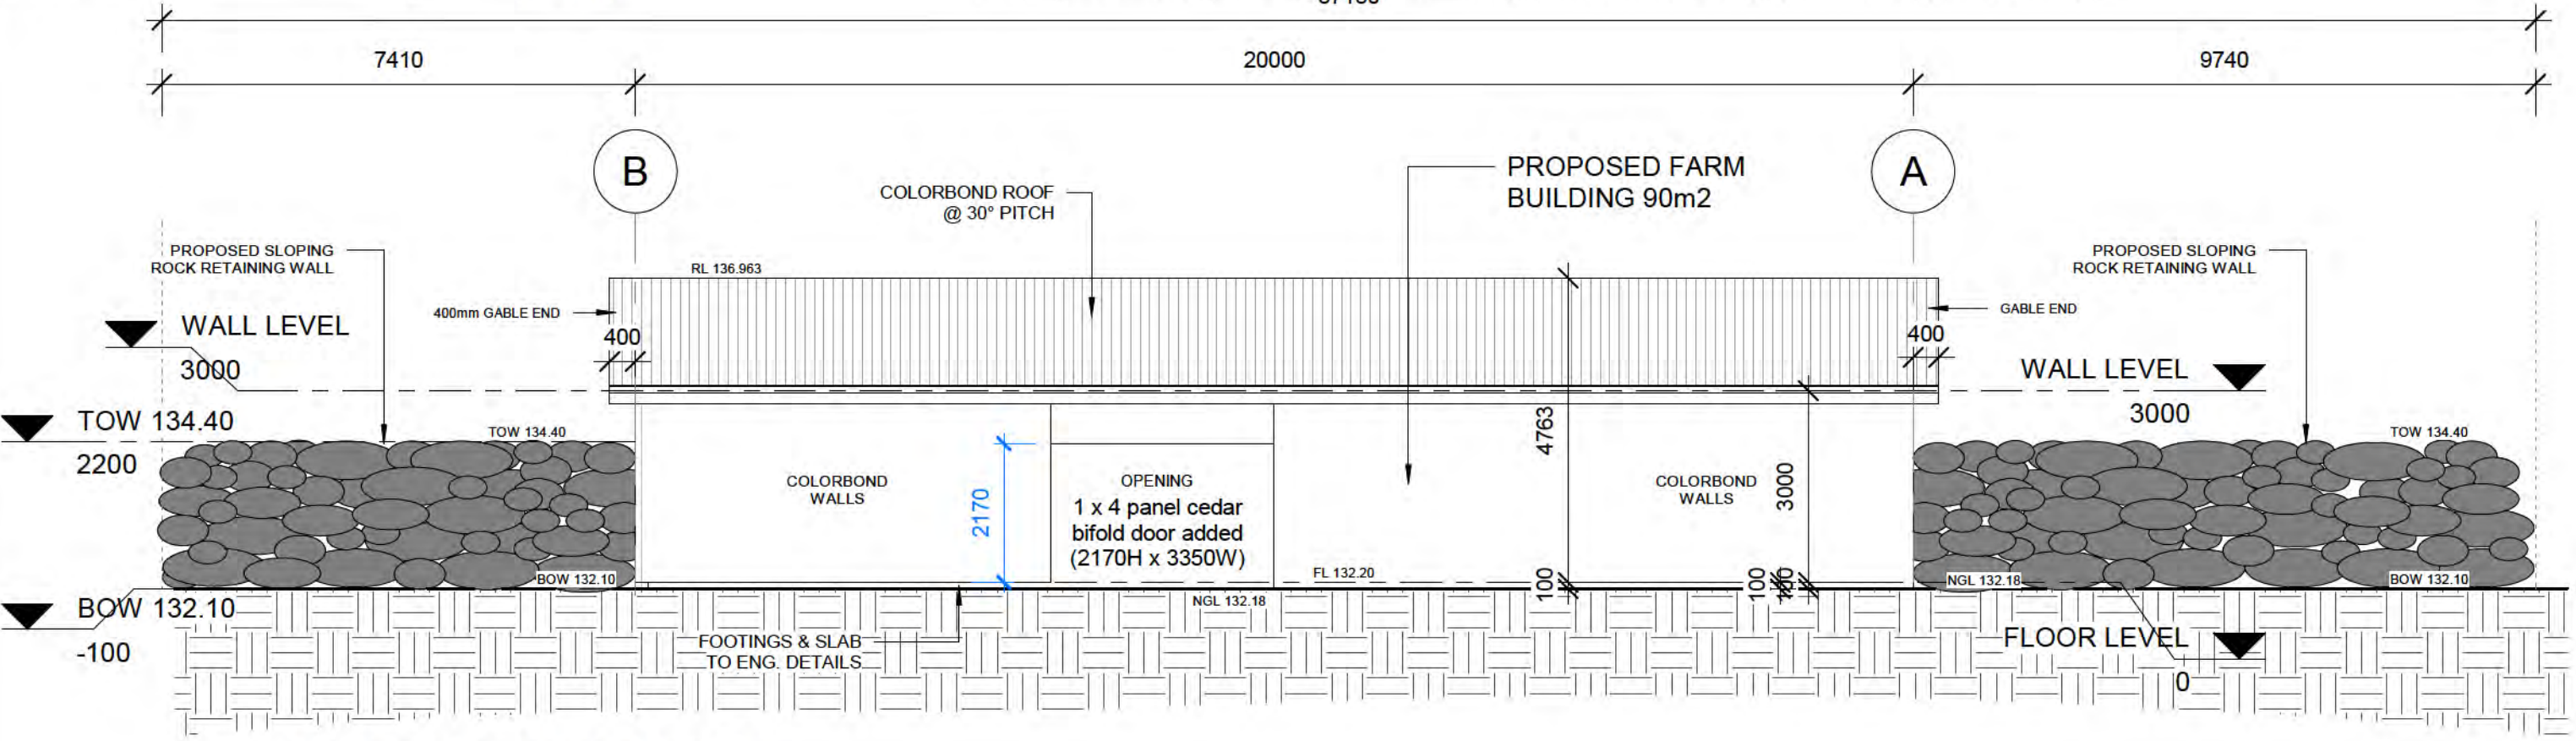 7410
20000
9740
B
A
PROPOSED FARM
BUILDING 90m2
COLORBOND ROOF
@ 30° PITCH
PROPOSED SLOPING
ROCK RETAINING WALL
PROPOSED SLOPING
ROCK RETAINING WALL
RL 136.963
400mm GABLE END
GABLE END
400
400
WALL LEVEL
3000
WALL LEVEL
3000
TOW 134.40
2200
TOW 134.40
TOW 134.40
4763
3000
2170
COLORBOND
WALLS
OPENING
1 x 4 panel cedar
bifold door added
(2170H x 3350W)
COLORBOND
WALLS
FL 132.20
100
100
100
BOW 132.10
NGL 132.18
BOW 132.10
BOW 132.10
-100
NGL 132.18
FOOTINGS & SLAB
TO ENG. DETAILS
FLOOR LEVEL
0